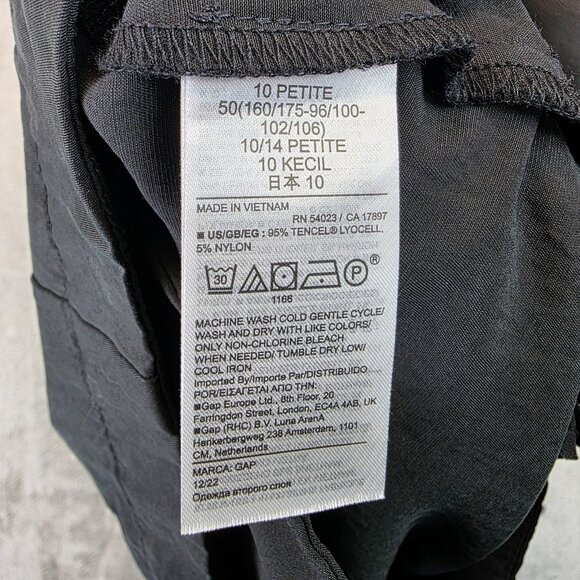 10 PETITE
50(160/175-96/100-
102/106)
10/14 PETITE
10 KECIL
日本 10
MADE IN VIETNAM
RN 54023 / CA 17897
■ US/GB/EG : 95% TENCEL® LYOCELL,
5% NYLON
30 P ®
1166
MACHINE WASH COLD GENTLE CYCLE/
WASH AND DRY WITH LIKE COLORS/
ONLY NON-CHLORINE BLEACH
WHEN NEEDED/ TUMBLE DRY LOW/
COOL IRON
Imported By/Importe Par/DISTRIBUIDO
POR/ΕΙΣΑΓΕΤΑΙ ΑΠΟ ΤΗΝ:
■Gap Europe Ltd., 8th Floor, 20
Farringdon Street, London, EC4A 4AB, UK
■Gap (RHC) B.V. Luna ArenA
Herikerbergweg 238 Amsterdam, 1101
CM, Netherlands
MARCA: GAP
12/22
Одежда второго слоя